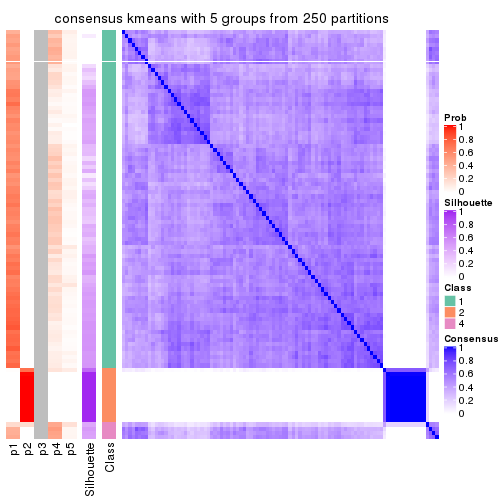 consensus kmeans with 5 groups from 250 partitions
Prob
1
0.8
0.6
0.4
0.2
0
Silhouette
1
0.8
0.6
0.4
0.2
0
Class
1
2
4
Consensus
1
0.8
0.6
0.4
0.2
0
p1
p2
p3
p4
p5
Silhouette
Class